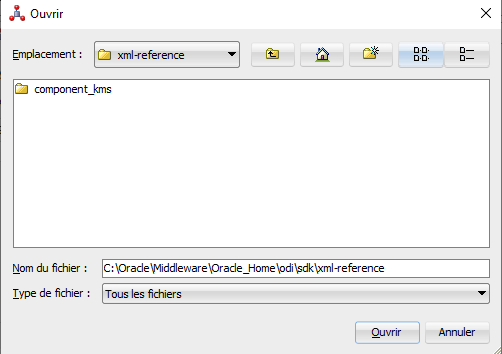 Ouvrir
Emplacement :
xml-reference
component_kms
Nom du fichier :
C:\Oracle\Middleware\Oracle_Home\odi\sdk\xml-reference
Type de fichier :
Tous les fichiers
Ouvrir
Annuler